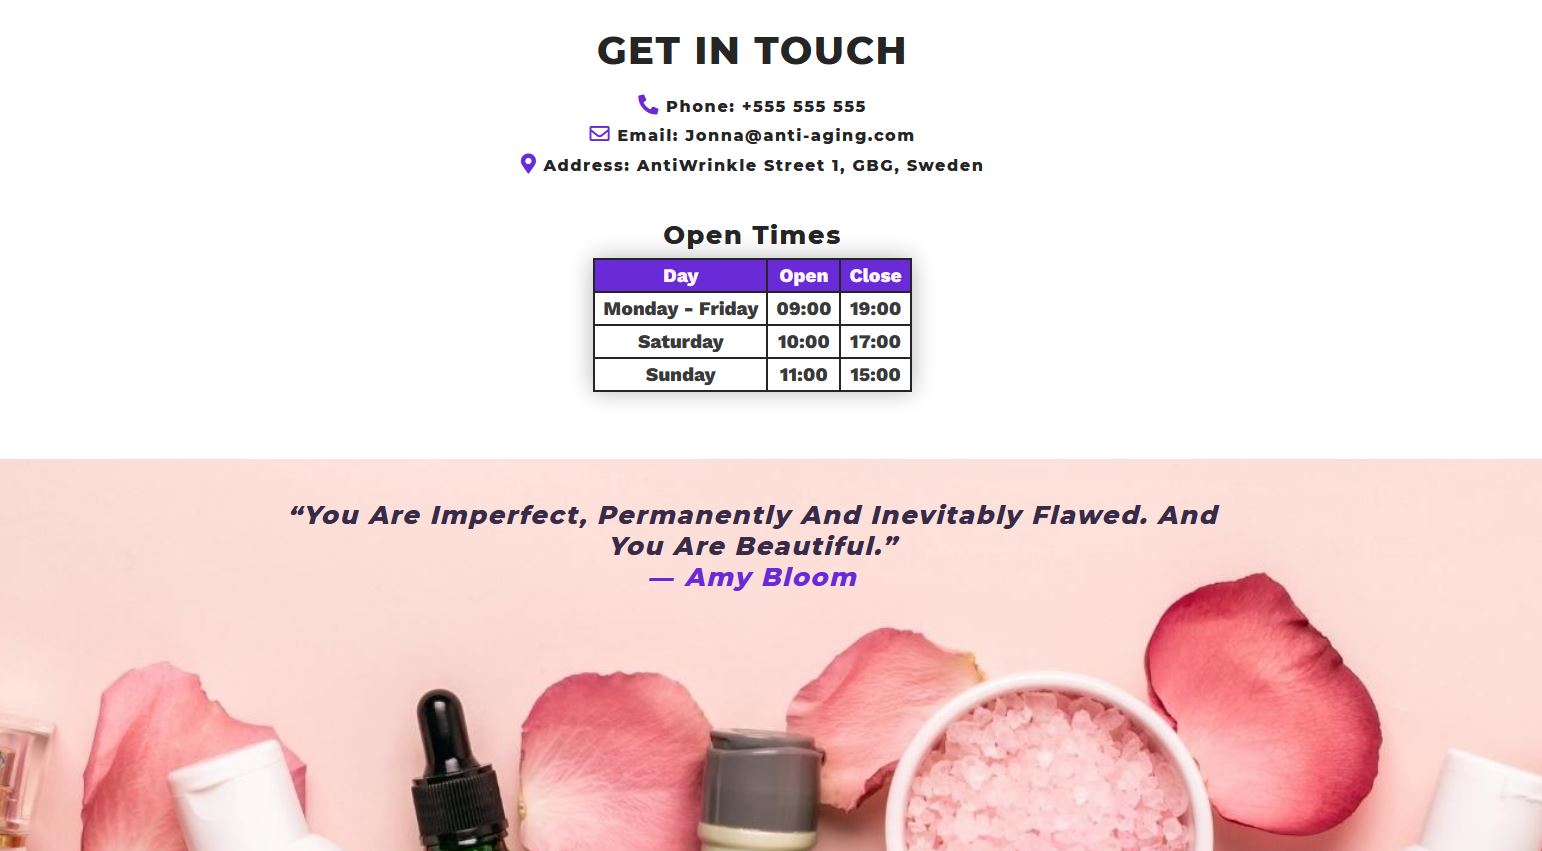 GET IN TOUCH
Phone: +555 555 555
Email: Jonna@anti-aging.com
Address: AntiWrinkle Street 1, GBG, Sweden
Open Times
Day Open Close
Monday - Friday 09:00 19:00
Saturday 10:00 17:00
Sunday 11:00 15:00
“You Are Imperfect, Permanently And Inevitably Flawed. And
You Are Beautiful.”
— Amy Bloom